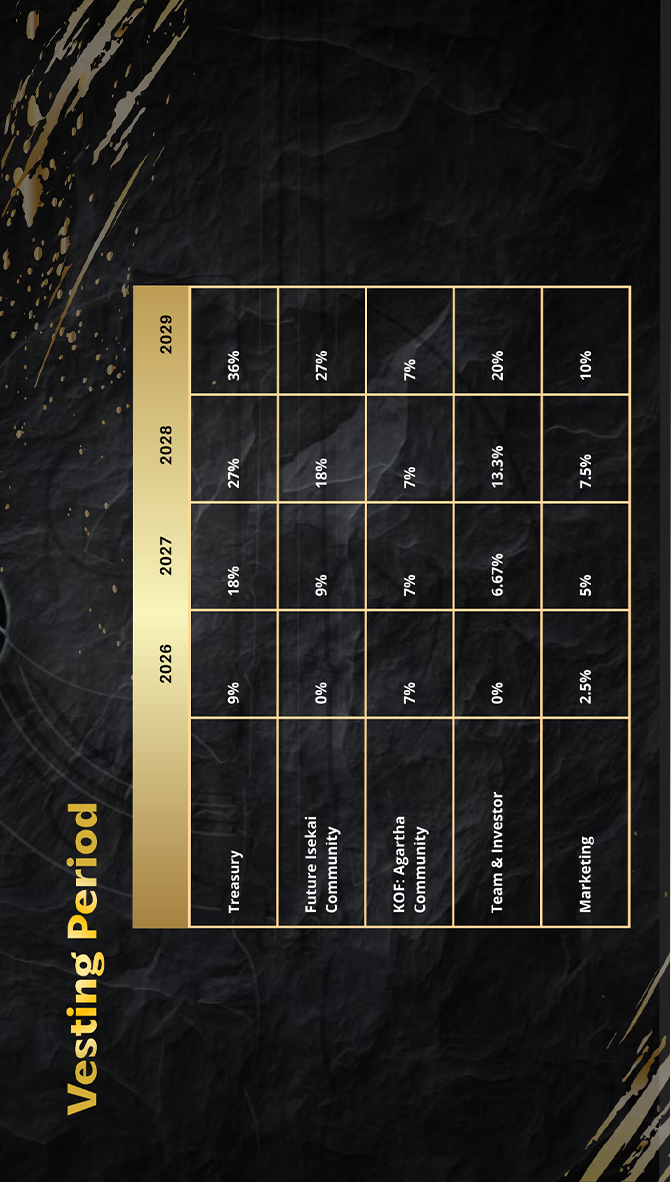 Vesting Period
2026 2027 2028 2029
Treasury 9% 18% 27% 36%
Future Isekai
Community 0% 9% 18% 27%
KOF: Agartha
Community 7% 7% 7% 7%
Team & Investor 0% 6.67% 13.3% 20%
Marketing 2.5% 5% 7.5% 10%